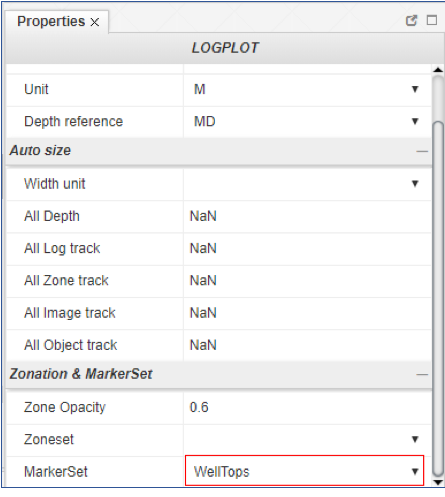 Properties ×
LOGPLOT
Unit M
Depth reference MD
Auto size
Width unit
All Depth NaN
All Log track NaN
All Zone track NaN
All Image track NaN
All Object track NaN
Zonation & MarkerSet
Zone Opacity 0.6
Zoneset
MarkerSet WellTops